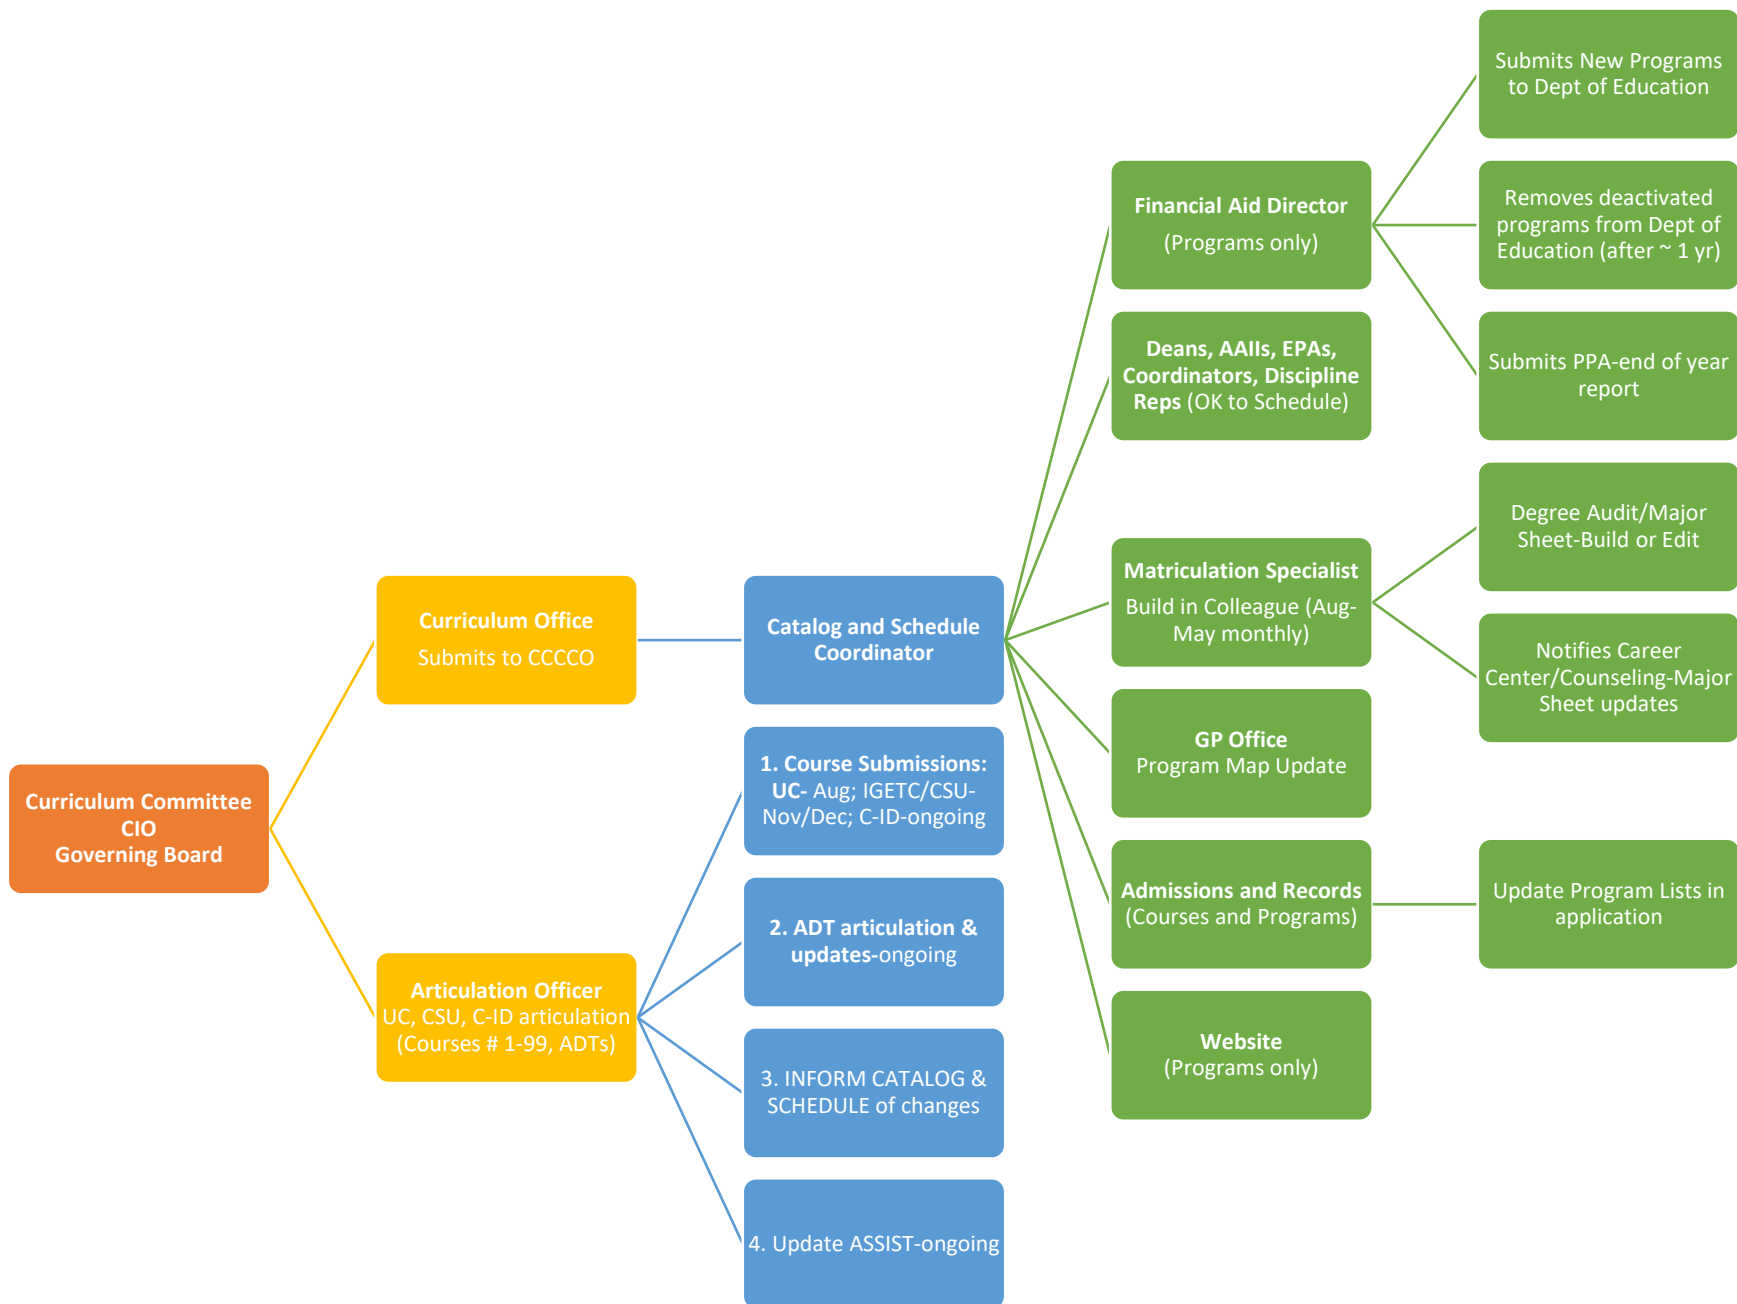 Curriculum Committee
CIO
Governing Board
Curriculum Office
Submits to CCCCO
Articulation Officer
UC, CSU, C-ID articulation
(Courses # 1-99, ADTs)
Catalog and Schedule
Coordinator
1. Course Submissions:
UC- Aug; IGETC/CSU-
Nov/Dec; C-ID-ongoing
2. ADT articulation &
updates-ongoing
3. INFORM CATALOG &
SCHEDULE of changes
4. Update ASSIST-ongoing
Financial Aid Director
(Programs only)
Submits New Programs
to Dept of Education
Removes deactivated
programs from Dept of
Education (after ~ 1 yr)
Submits PPA-end of year
report
Deans, AAIIs, EPAs,
Coordinators, Discipline
Reps (OK to Schedule)
Matriculation Specialist
Build in Colleague (Aug-
May monthly)
Degree Audit/Major
Sheet-Build or Edit
Notifies Career
Center/Counseling-Major
Sheet updates
GP Office
Program Map Update
Admissions and Records
(Courses and Programs)
Update Program Lists in
application
Website
(Programs only)